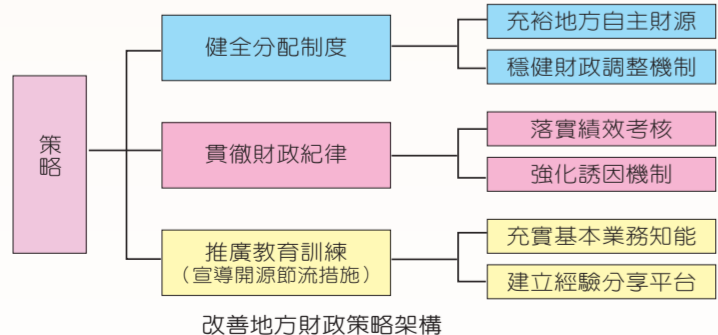 策略
健全分配制度
充裕地方自主財源
穩健財政調整機制
貫徹財政紀律
落實績效考核
強化誘因機制
推廣教育訓練
（宣導開源節流措施）
充實基本業務知能
建立經驗分享平台
改善地方財政策略架構